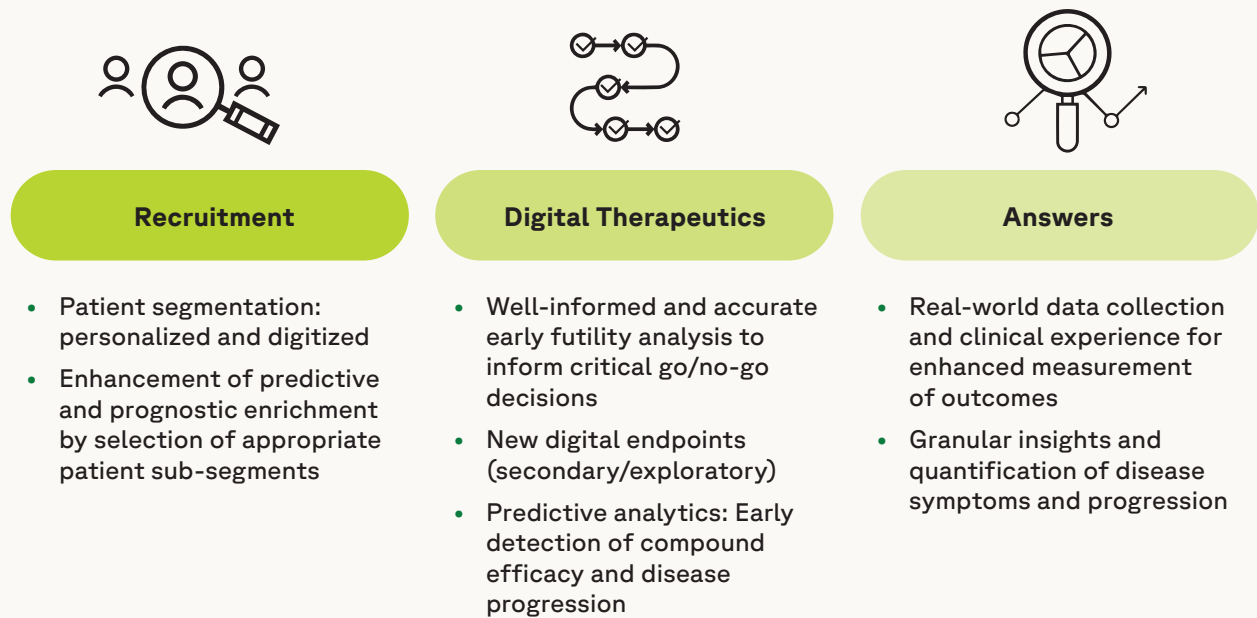 Recruitment
• Patient segmentation:
personalized and digitized
• Enhancement of predictive
and prognostic enrichment
by selection of appropriate
patient sub-segments
Digital Therapeutics
• Well-informed and accurate
early futility analysis to
inform critical go/no-go
decisions
• New digital endpoints
(secondary/exploratory)
• Predictive analytics: Early
detection of compound
efficacy and disease
progression
Answers
• Real-world data collection
and clinical experience for
enhanced measurement
of outcomes
• Granular insights and
quantification of disease
symptoms and progression